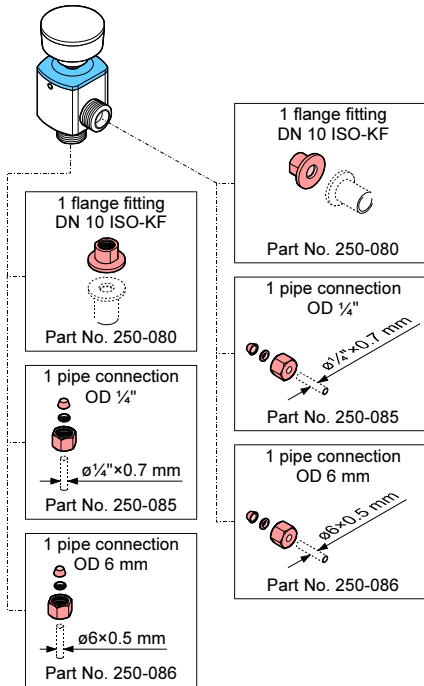 1 flange fitting
DN 10 ISO-KF
Part No. 250-080
1 pipe connection
OD ¼"
ø¼"×0.7 mm
Part No. 250-085
1 pipe connection
OD 6 mm
ø6×0.5 mm
Part No. 250-086
1 flange fitting
DN 10 ISO-KF
Part No. 250-080
1 pipe connection
OD ¼"
ø¼"×0.7 mm
Part No. 250-085
1 pipe connection
OD 6 mm
ø6×0.5 mm
Part No. 250-086